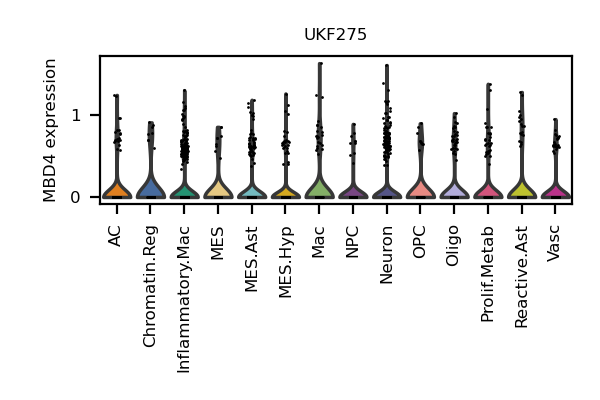 UKF275
MBD4 expression
1
0
AC
Chromatin.Reg
Inflammatory.Mac
MES
MES.Ast
MES.Hyp
Mac
NPC
Neuron
OPC
Oligo
Prolif.Metab
Reactive.Ast
Vasc